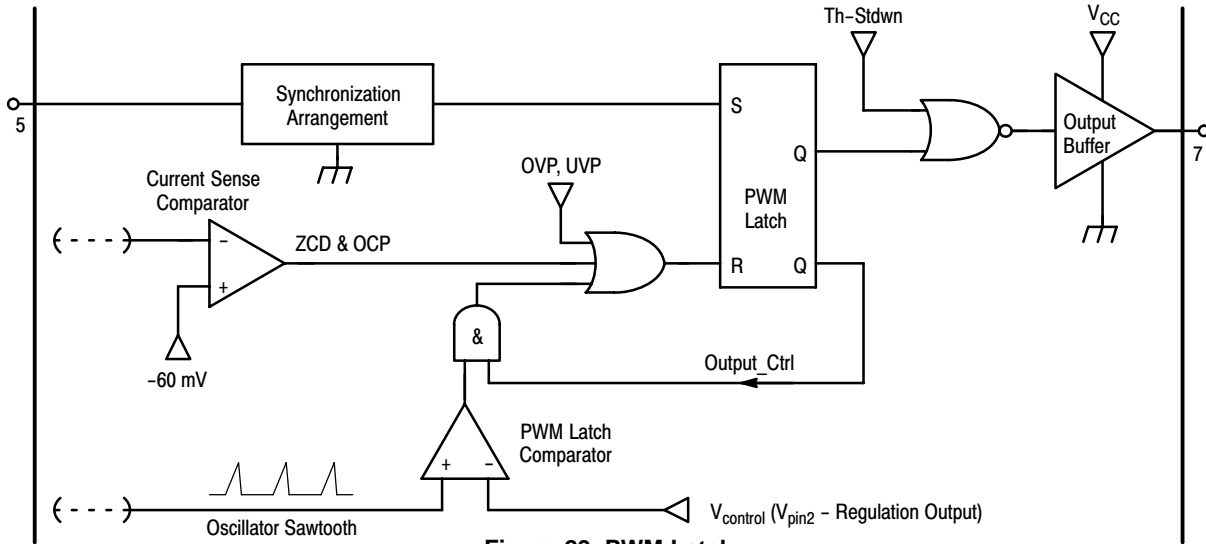 Th-Stdwn
VCC
Synchronization
Arrangement
5
S
Output
Buffer
7
Q
OVP, UVP
Current Sense
Comparator
PWM
Latch
-
ZCD & OCP
R
Q
+
&
-60 mV
Output_Ctrl
PWM Latch
Comparator
+
-
Oscillator Sawtooth
Vcontrol (Vpin2 - Regulation Output)